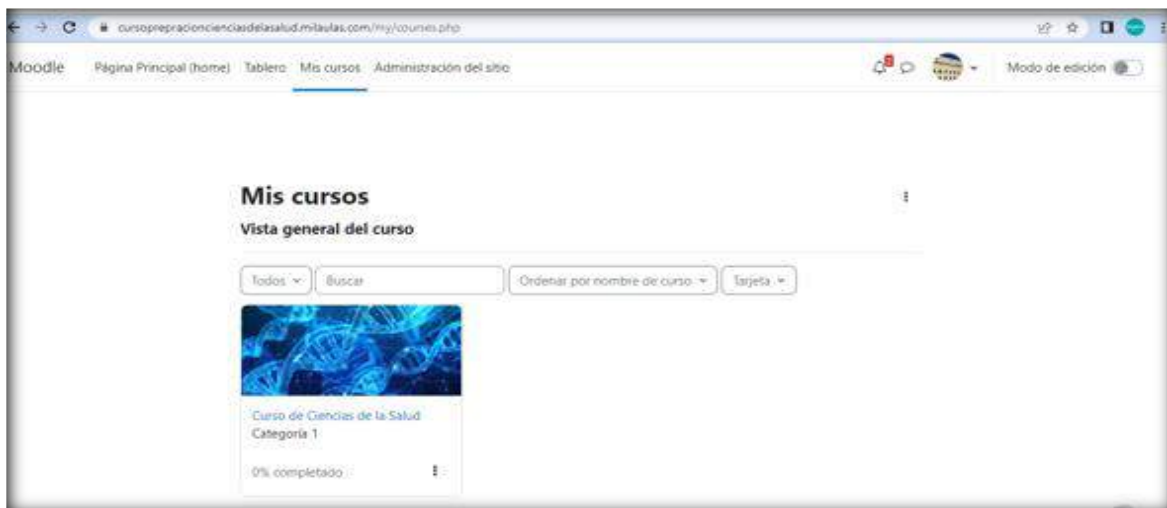 cursoprepracioncienciasdelasalud.milaulas.com/my/courses.php
Moodle Página Principal (home) Tablero Mis cursos Administración del sitio Modo de edición
Mis cursos
Vista general del curso
Todos Buscar Ordenar por nombre de curso Tarjeta
Curso de Ciencias de la Salud
Categoría 1
0% completado